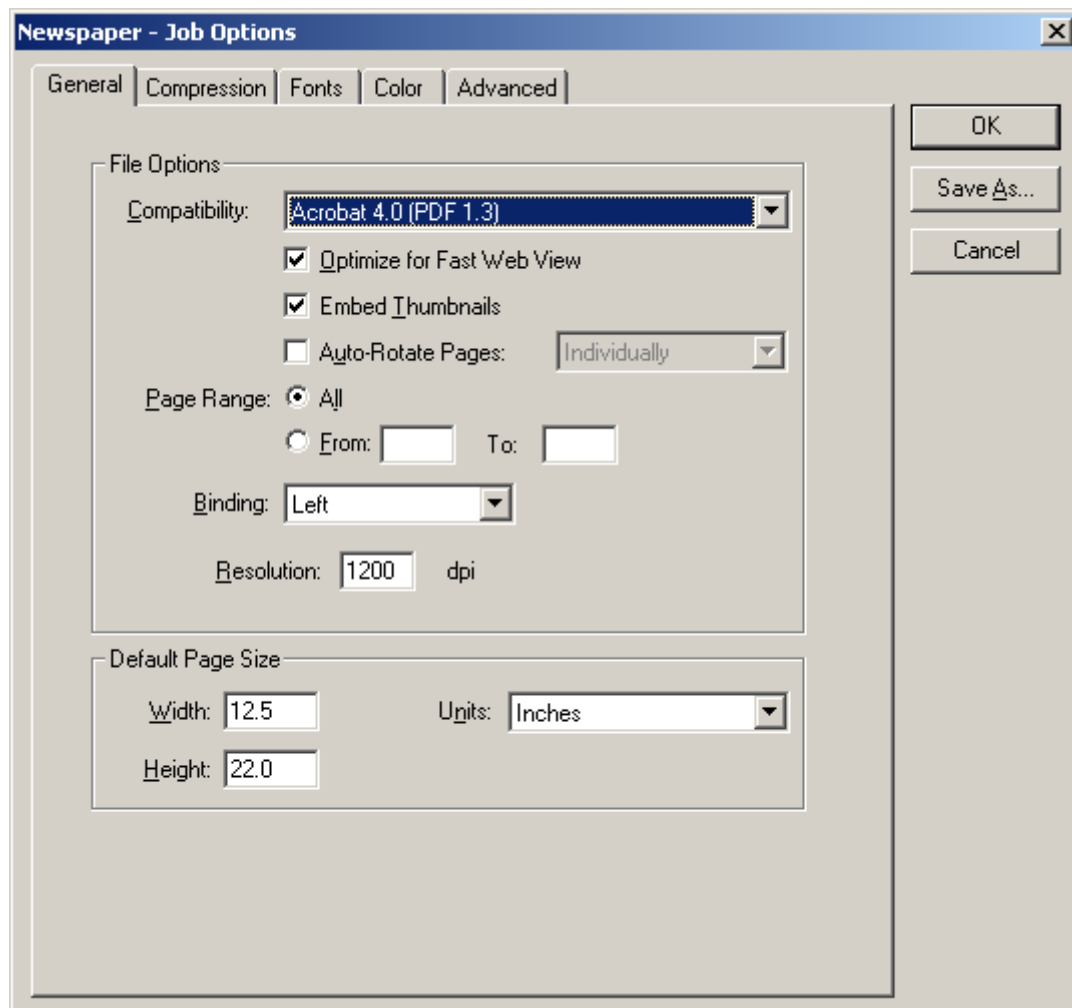 Newspaper - Job Options
General Compression Fonts Color Advanced
OK
Save As...
Cancel
File Options
Compatibility: Acrobat 4.0 (PDF 1.3)
Optimize for Fast Web View
Embed Thumbnails
Auto-Rotate Pages: Individually
Page Range: All
From: To:
Binding: Left
Resolution: 1200 dpi
Default Page Size
Width: 12.5 Units: Inches
Height: 22.0